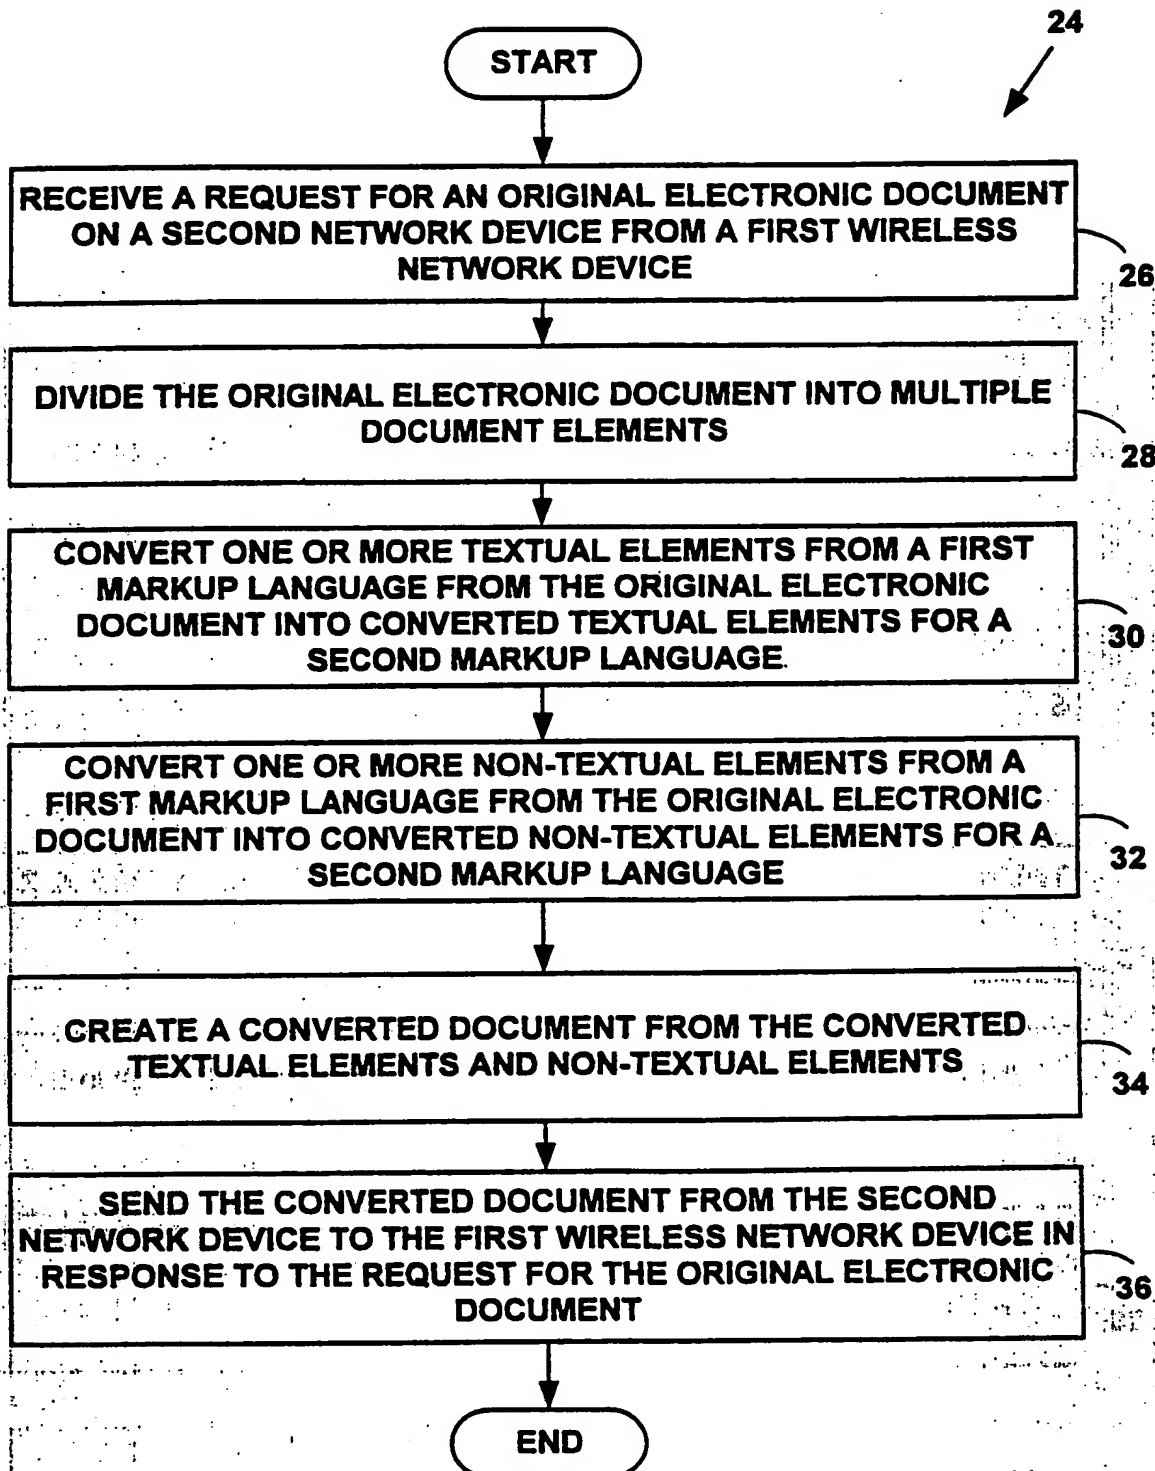 24
START
RECEIVE A REQUEST FOR AN ORIGINAL ELECTRONIC DOCUMENT
ON A SECOND NETWORK DEVICE FROM A FIRST WIRELESS
NETWORK DEVICE
26
DIVIDE THE ORIGINAL ELECTRONIC DOCUMENT INTO MULTIPLE
DOCUMENT ELEMENTS
28
CONVERT ONE OR MORE TEXTUAL ELEMENTS FROM A FIRST
MARKUP LANGUAGE FROM THE ORIGINAL ELECTRONIC
DOCUMENT INTO CONVERTED TEXTUAL ELEMENTS FOR A
SECOND MARKUP LANGUAGE
30
CONVERT ONE OR MORE NON-TEXTUAL ELEMENTS FROM A
FIRST MARKUP LANGUAGE FROM THE ORIGINAL ELECTRONIC
DOCUMENT INTO CONVERTED NON-TEXTUAL ELEMENTS FOR A
SECOND MARKUP LANGUAGE
32
CREATE A CONVERTED DOCUMENT FROM THE CONVERTED
TEXTUAL ELEMENTS AND NON-TEXTUAL ELEMENTS
34
SEND THE CONVERTED DOCUMENT FROM THE SECOND
NETWORK DEVICE TO THE FIRST WIRELESS NETWORK DEVICE IN
RESPONSE TO THE REQUEST FOR THE ORIGINAL ELECTRONIC
DOCUMENT
36
END